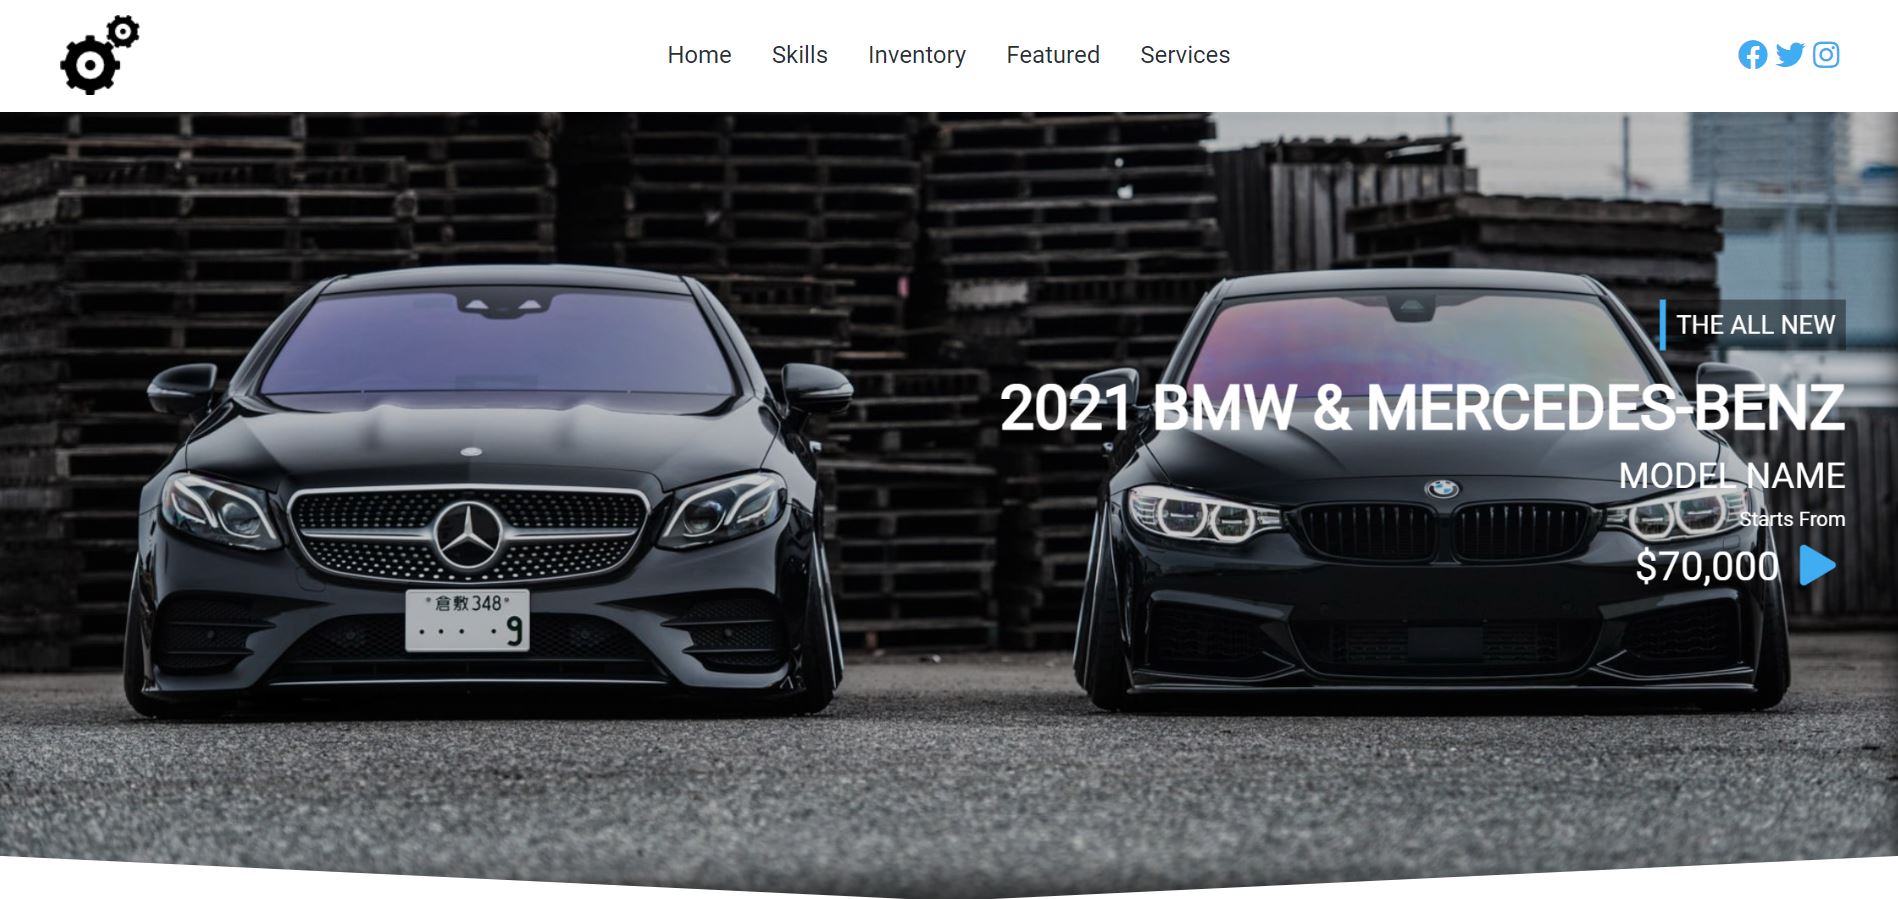 Home
Skills
Inventory
Featured
Services
THE ALL NEW
2021 BMW & MERCEDES-BENZ
MODEL NAME
Starts From
$70,000
倉敷 348
・・・ ・9